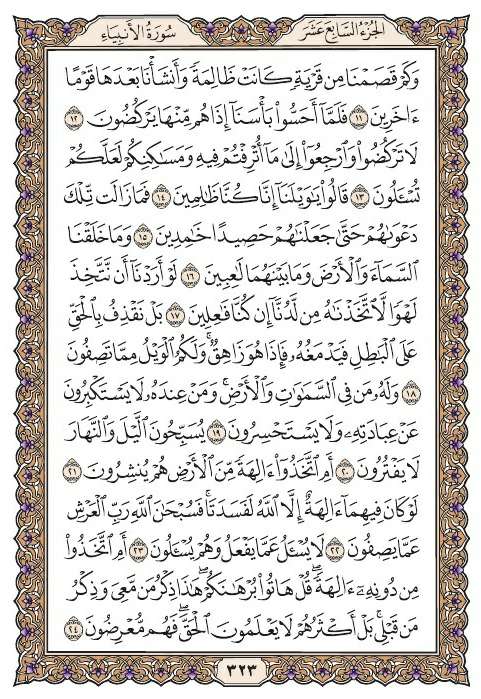 الجزء السابع عشر
سورة الأنبياء
وَكَمْ قَصَمْنَا مِن قَرْيَةٍ كَانَتْ ظَالِمَةً وَأَنشَأْنَا بَعْدَهَا قَوْمًا
ءَاخَرِينَ ١١ فَلَمَّآ أَحَسُّوا۟ بَأْسَنَآ إِذَا هُم مِّنْهَا يَرْكُضُونَ ١٢
لَا تَرْكُضُوا۟ وَٱرْجِعُوٓا۟ إِلَىٰ مَآ أُتْرِفْتُمْ فِيهِ وَمَسَـٰكِنِكُمْ لَعَلَّكُمْ
تُسْـَٔلُونَ ١٣ قَالُوا۟ يَـٰوَيْلَنَآ إِنَّا كُنَّا ظَـٰلِمِينَ ١٤ فَمَا زَالَت تِّلْكَ
دَعْوَىٰهُمْ حَتَّىٰ جَعَلْنَـٰهُمْ حَصِيدًا خَـٰمِدِينَ ١٥ وَمَا خَلَقْنَا
ٱلسَّمَآءَ وَٱلْأَرْضَ وَمَا بَيْنَهُمَا لَـٰعِبِينَ ١٦ لَوْ أَرَدْنَآ أَن نَّتَّخِذَ
لَهْوًا لَّٱتَّخَذْنَـٰهُ مِن لَّدُنَّآ إِن كُنَّا فَـٰعِلِينَ ١٧ بَلْ نَقْذِفُ بِٱلْحَقِّ
عَلَى ٱلْبَـٰطِلِ فَيَدْمَغُهُۥ فَإِذَا هُوَ زَاهِقٌ ۚ وَلَكُمُ ٱلْوَيْلُ مِمَّا تَصِفُونَ
١٨ وَلَهُۥ مَن فِى ٱلسَّمَـٰوَٰتِ وَٱلْأَرْضِ ۚ وَمَنْ عِندَهُۥ لَا يَسْتَكْبِرُونَ
عَنْ عِبَادَتِهِۦ وَلَا يَسْتَحْسِرُونَ ١٩ يُسَبِّحُونَ ٱلَّيْلَ وَٱلنَّهَارَ
لَا يَفْتُرُونَ ٢٠ أَمِ ٱتَّخَذُوٓا۟ ءَالِهَةً مِّنَ ٱلْأَرْضِ هُمْ يُنشِرُونَ ٢١
لَوْ كَانَ فِيهِمَآ ءَالِهَةٌ إِلَّا ٱللَّهُ لَفَسَدَتَا ۚ فَسُبْحَـٰنَ ٱللَّهِ رَبِّ ٱلْعَرْشِ
عَمَّا يَصِفُونَ ٢٢ لَا يُسْـَٔلُ عَمَّا يَفْعَلُ وَهُمْ يُسْـَٔلُونَ ٢٣ أَمِ ٱتَّخَذُوا۟
مِن دُونِهِۦٓ ءَالِهَةً ۖ قُلْ هَاتُوا۟ بُرْهَـٰنَكُمْ ۖ هَـٰذَا ذِكْرُ مَن مَّعِىَ وَذِكْرُ
مَن قَبْلِى ۗ بَلْ أَكْثَرُهُمْ لَا يَعْلَمُونَ ٱلْحَقَّ ۖ فَهُم مُّعْرِضُونَ ٢٤
٣٢٣